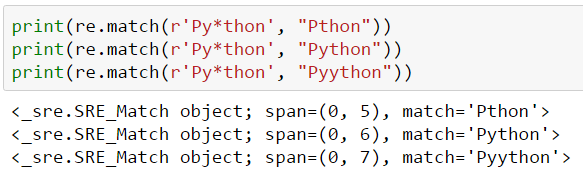 print(re.match(r'Py*thon', "Pthon"))
print(re.match(r'Py*thon', "Python"))
print(re.match(r'Py*thon', "Pyython"))
<_sre.SRE_Match object; span=(0, 5), match='Pthon'>
<_sre.SRE_Match object; span=(0, 6), match='Python'>
<_sre.SRE_Match object; span=(0, 7), match='Pyython'>